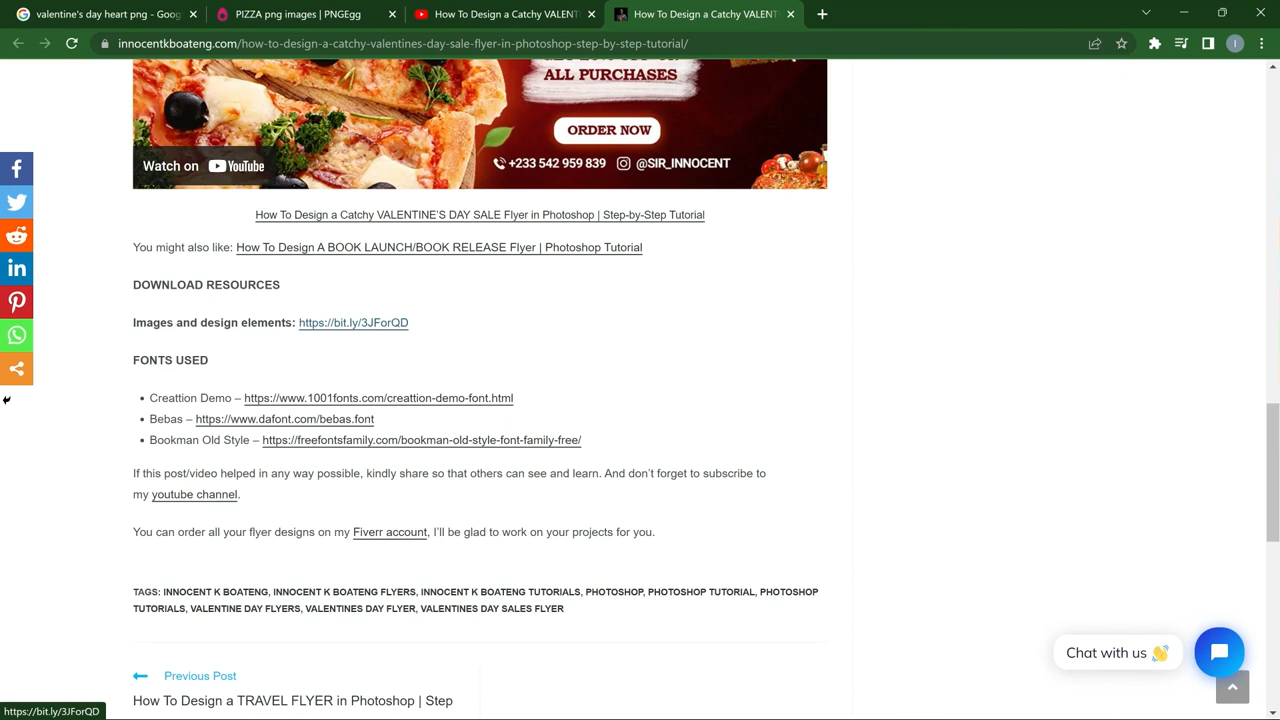 valentine's day heart png - Goog
PIZZA png images | PNGEgg
How To Design a Catchy VALENT
How To Design a Catchy VALENT
innocentkboateng.com/how-to-design-a-catchy-valentines-day-sale-flyer-in-photoshop-step-by-step-tutorial/
ALL PURCHASES
ORDER NOW
Watch on YouTube
+233 542 959 839 @SIR_INNOCENT
How To Design a Catchy VALENTINE'S DAY SALE Flyer in Photoshop | Step-by-Step Tutorial
You might also like: How To Design A BOOK LAUNCH/BOOK RELEASE Flyer | Photoshop Tutorial
DOWNLOAD RESOURCES
Images and design elements: https://bit.ly/3JForQD
FONTS USED
• Creattion Demo – https://www.1001fonts.com/creattion-demo-font.html
• Bebas – https://www.dafont.com/bebas.font
• Bookman Old Style – https://freefontsfamily.com/bookman-old-style-font-family-free/
If this post/video helped in any way possible, kindly share so that others can see and learn. And don't forget to subscribe to
my youtube channel.
You can order all your flyer designs on my Fiverr account, I'll be glad to work on your projects for you.
TAGS: INNOCENT K BOATENG, INNOCENT K BOATENG FLYERS, INNOCENT K BOATENG TUTORIALS, PHOTOSHOP, PHOTOSHOP TUTORIAL, PHOTOSHOP
TUTORIALS, VALENTINE DAY FLYERS, VALENTINES DAY FLYER, VALENTINES DAY SALES FLYER
Chat with us 👋
Previous Post
How To Design a TRAVEL FLYER in Photoshop | Step
https://bit.ly/3JForQD